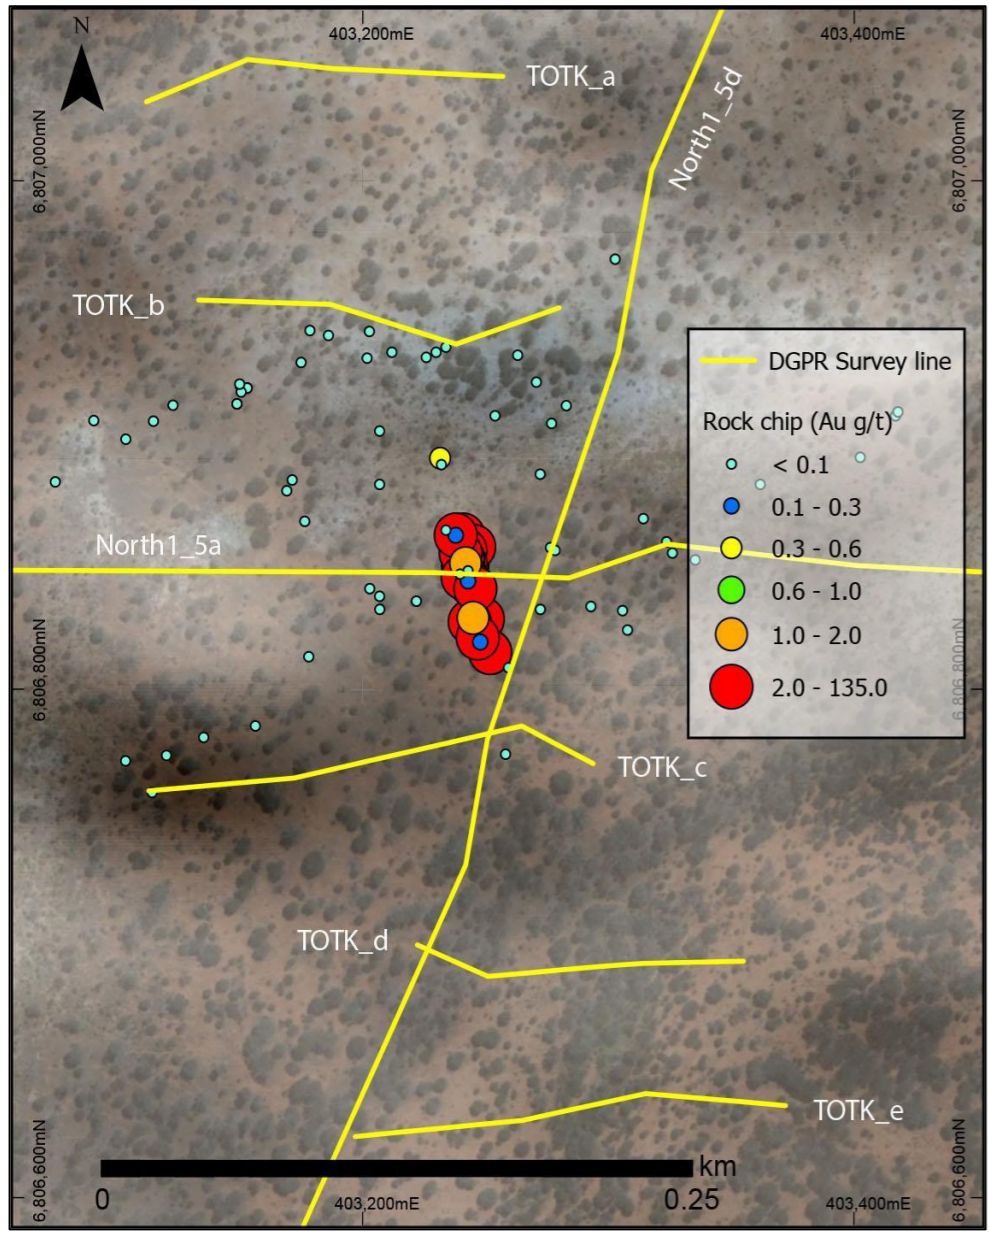 N
403,200mE
403,400mE
TOTK_a
North1_5d
6,807,000mN
6,807,000mN
TOTK_b
DGPR Survey line
Rock chip (Au g/t)
< 0.1
0.1 - 0.3
0.3 - 0.6
0.6 - 1.0
1.0 - 2.0
2.0 - 135.0
North1_5a
6,806,800mN
6,806,800mN
TOTK_c
TOTK_d
TOTK_e
6,806,600mN
6,806,600mN
km
0
403,200mE
0.25
403,400mE